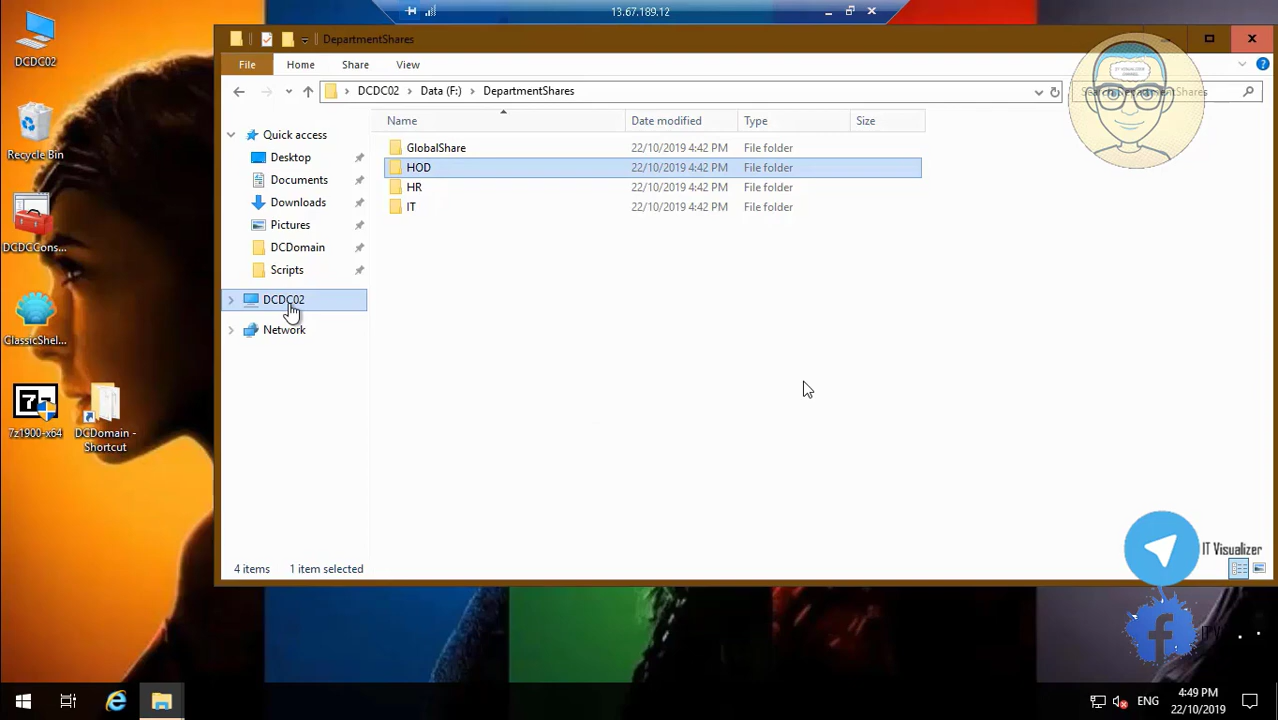 13.67.189.12
DCDC02
Recycle Bin
DCDCCons...
ClassicShel...
7z1900-x64
DCDomain -
Shortcut
DepartmentShares
File
Home
Share
View
DCDC02
Data (F:)
DepartmentShares
Search DepartmentShares
IT VISUALIZER
CHANNEL
Quick access
Desktop
Documents
Downloads
Pictures
DCDomain
Scripts
DCDC02
Network
Name
Date modified
Type
Size
GlobalShare 22/10/2019 4:42 PM File folder
HOD 22/10/2019 4:42 PM File folder
HR 22/10/2019 4:42 PM File folder
IT 22/10/2019 4:42 PM File folder
4 items
1 item selected
IT Visualizer
ENG
4:49 PM
22/10/2019